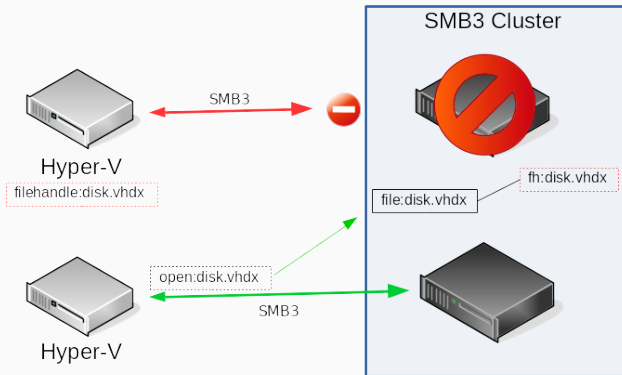 SMB3 Cluster
SMB3
Hyper-V
filehandle:disk.vhdx
fh:disk.vhdx
file:disk.vhdx
open:disk.vhdx
SMB3
Hyper-V